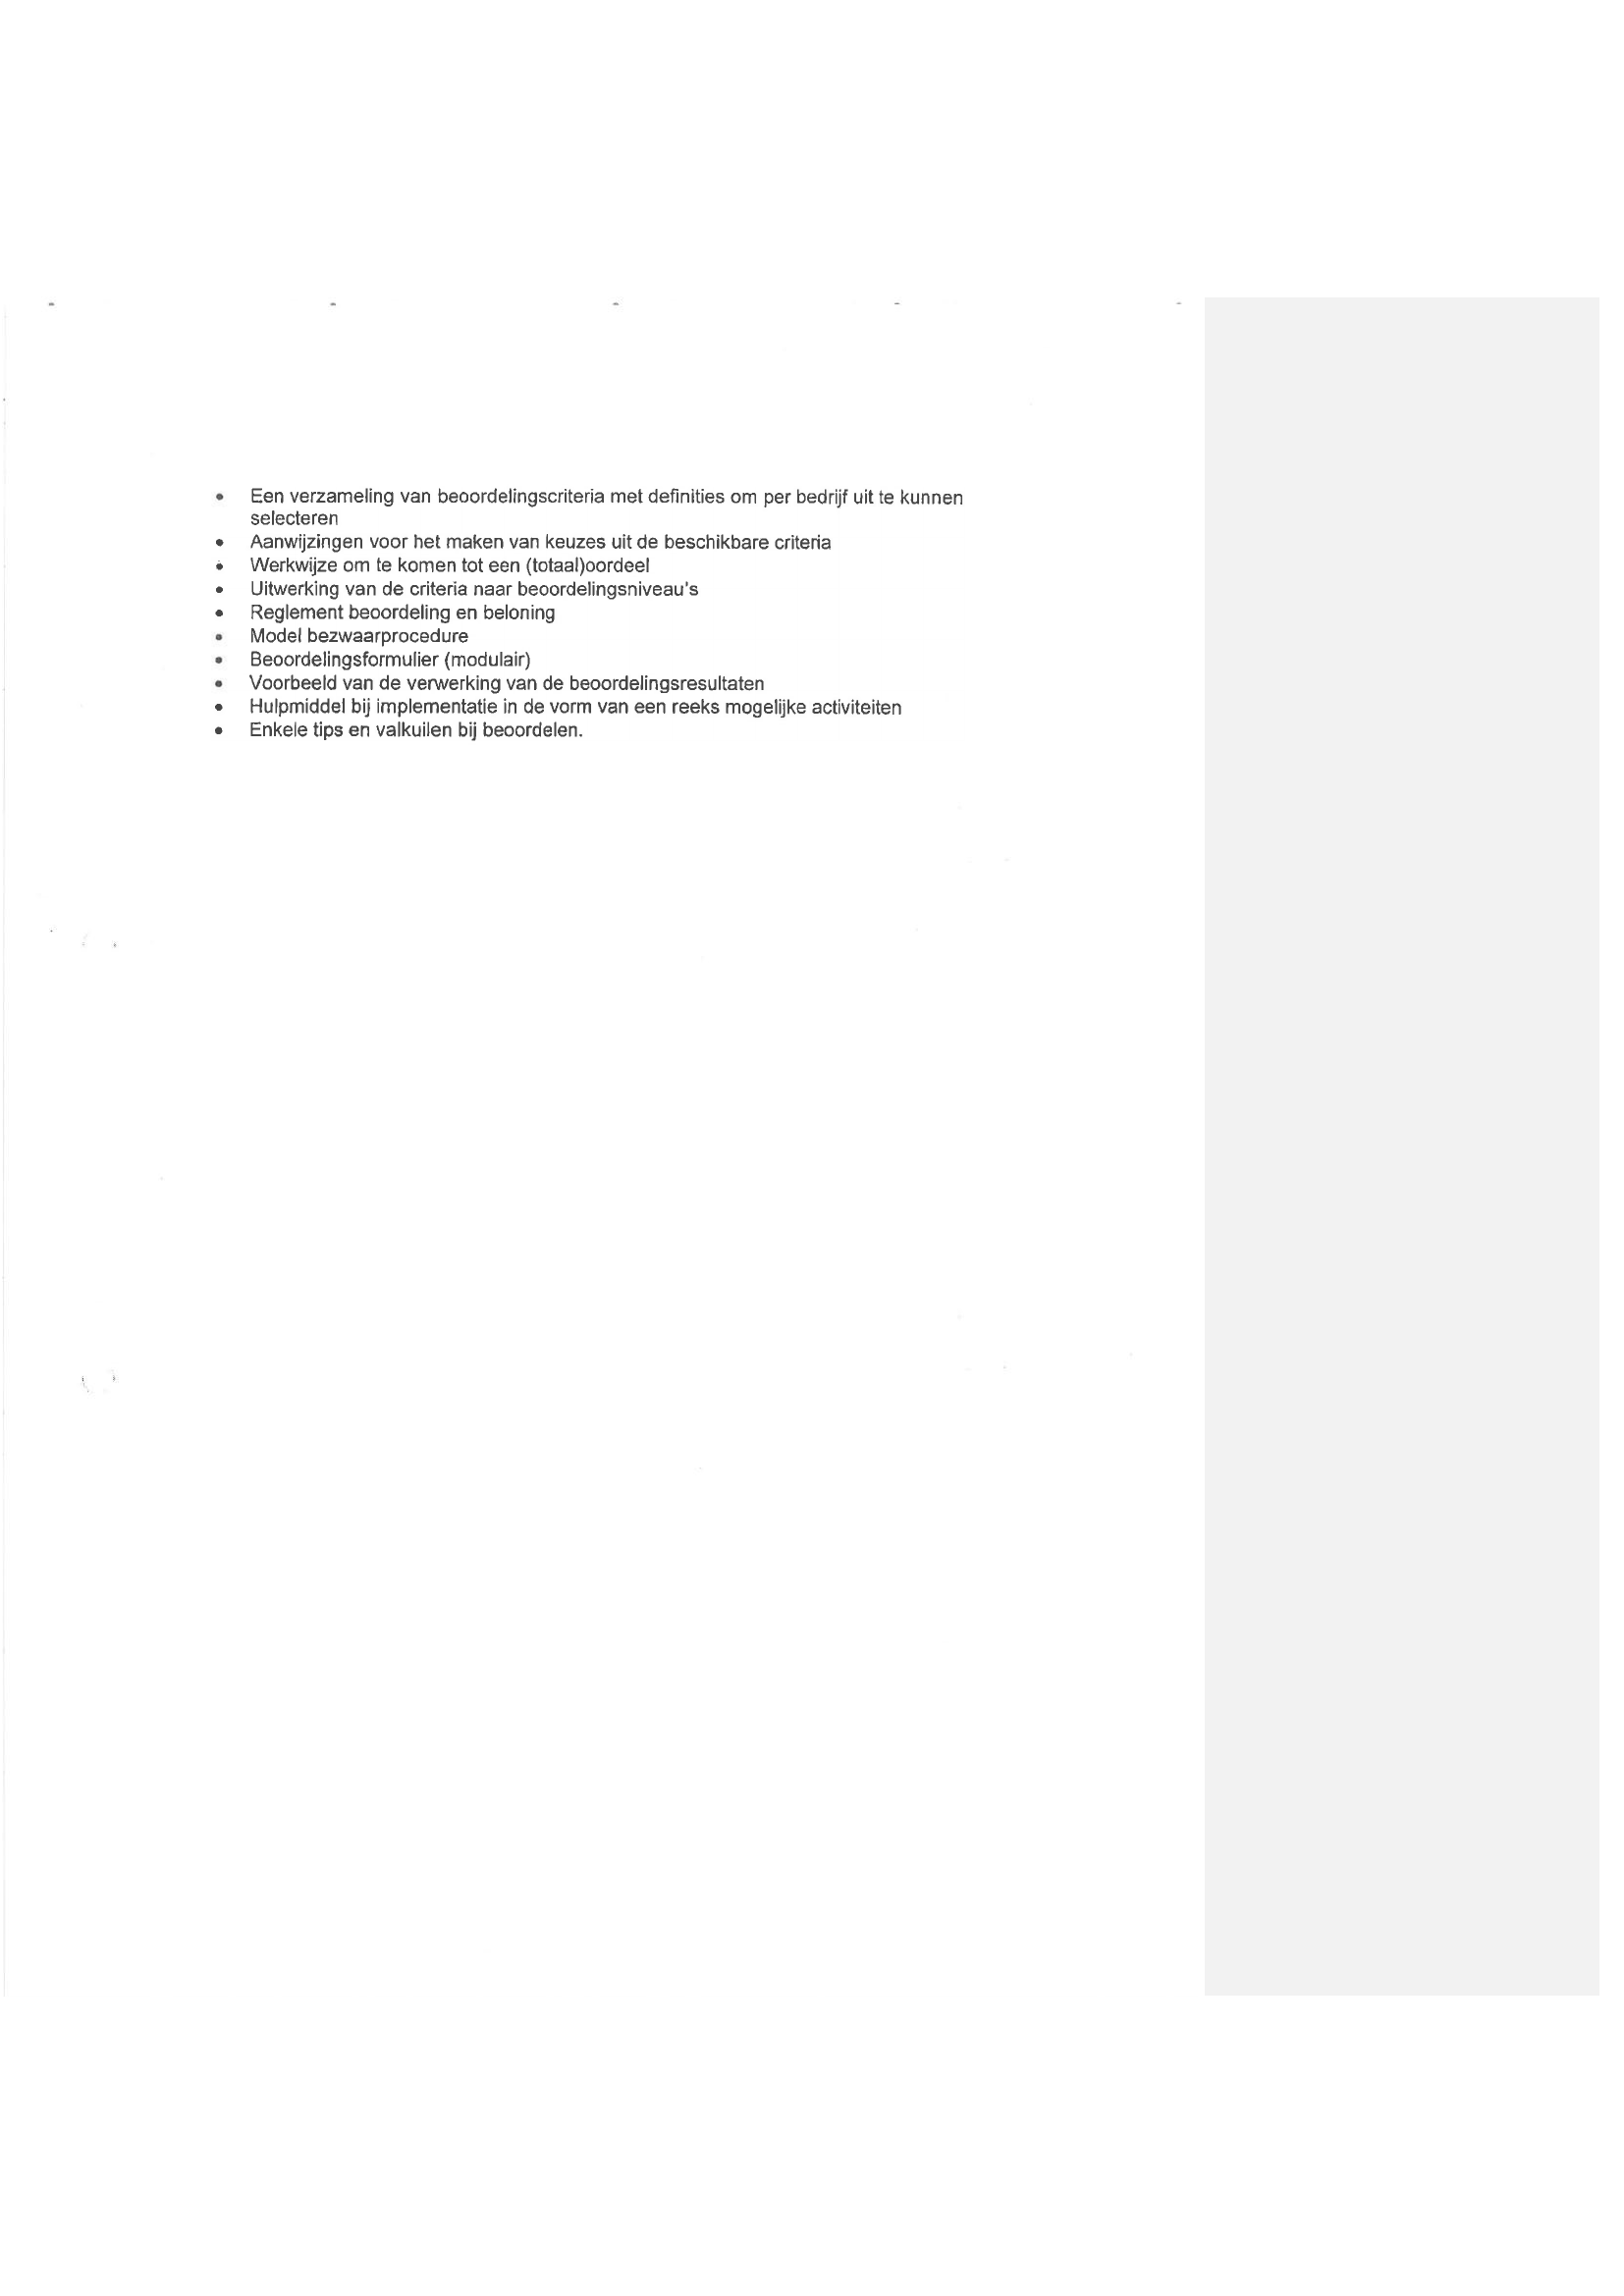 • Een verzameling van beoordelingscriteria met definities om per bedrijf uit te kunnen
selecteren
• Aanwijzingen voor het maken van keuzes uit de beschikbare criteria
• Werkwijze om te komen tot een (totaal)oordeel
• Uitwerking van de criteria naar beoordelingsniveau's
• Reglement beoordeling en beloning
• Model bezwaarprocedure
• Beoordelingsformulier (modulair)
• Voorbeeld van de verwerking van de beoordelingsresultaten
• Hulpmiddel bij implementatie in de vorm van een reeks mogelijke activiteiten
• Enkele tips en valkuilen bij beoordelen.